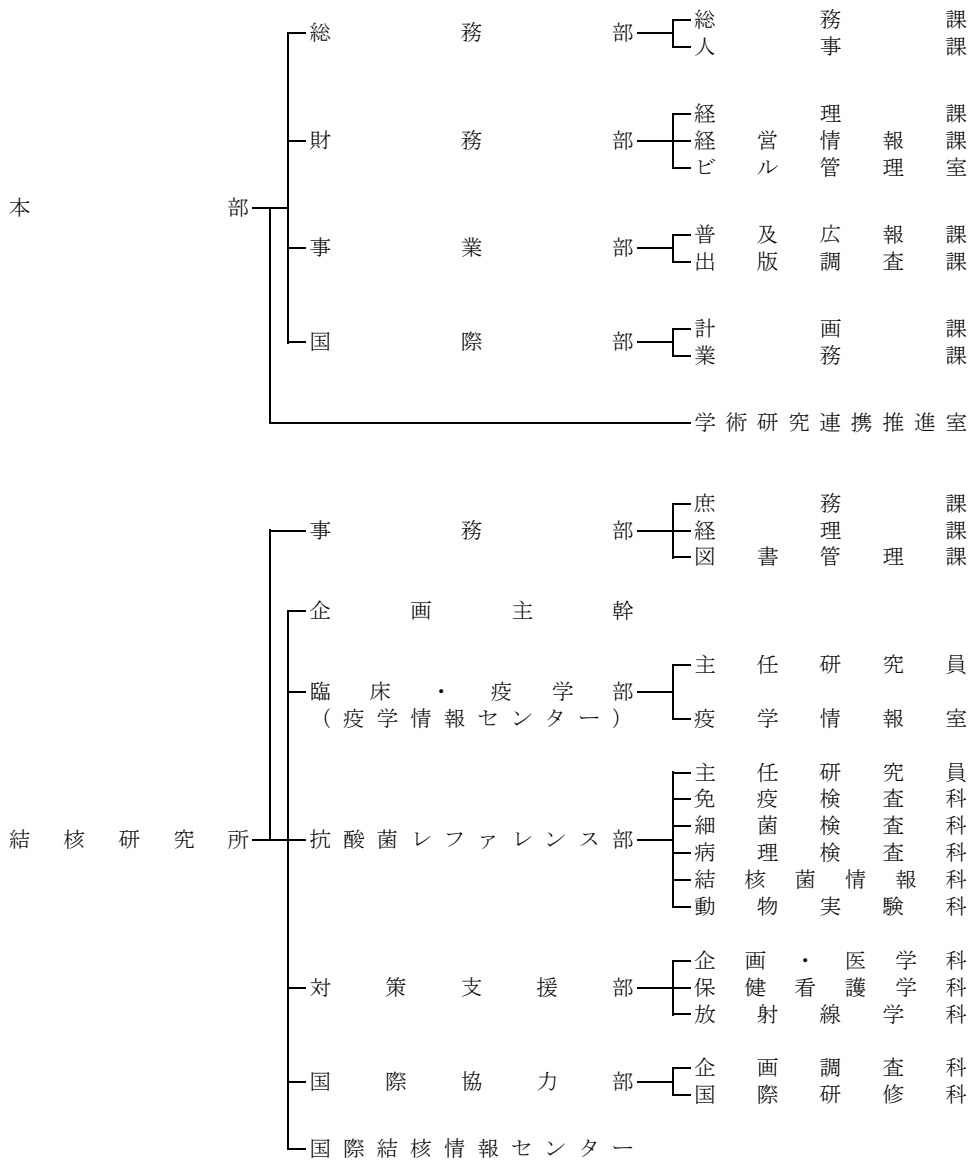 総務課
総務部
人事課
経理課
財務部
経営情報課
ビル管理室
本部
普及広報課
事業部
出版調査課
計画課
国際部
業務課
学術研究連携推進室
庶務課
事務部
経理課
図書管理課
企画主幹
主任研究員
臨床・疫学部
(疫学情報センター)
疫学情報室
主任研究員
免疫検査科
細菌検査科
結核研究所
抗酸菌レファレンス部
病理検査科
結核菌情報科
動物実験科
企画・医学科
対策支援部
保健看護学科
放射線学科
企画調査科
国際協力部
国際研修科
国際結核情報センター